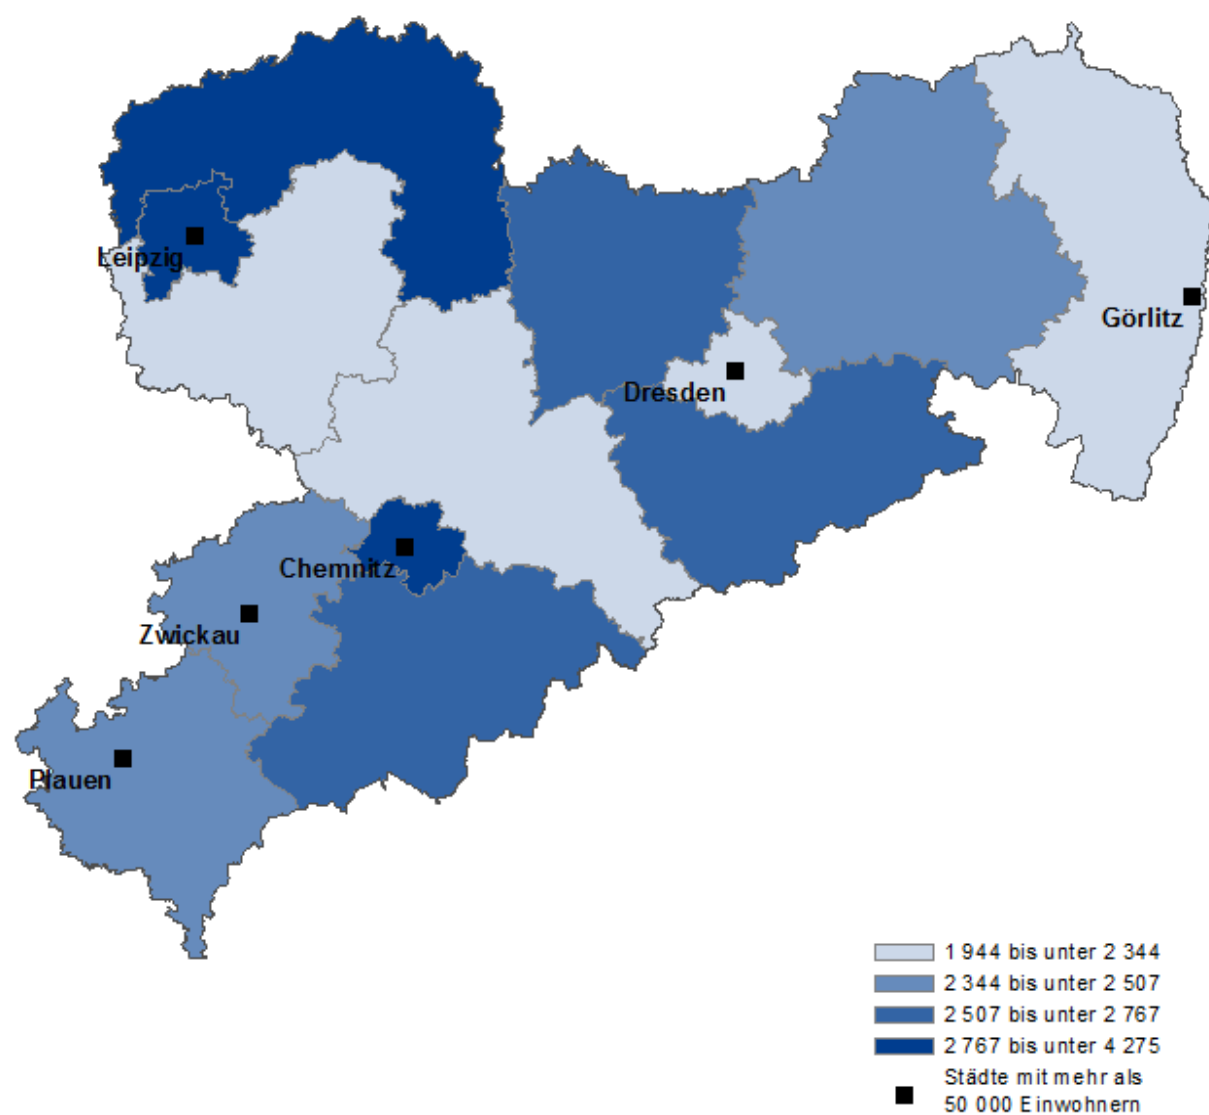 Leipzig
Görlitz
Dresden
Chemnitz
Zwickau
Plauen
1 944 bis unter 2 344
2 344 bis unter 2 507
2 507 bis unter 2 767
2 767 bis unter 4 275
Städte mit mehr als
50 000 Einwohnern